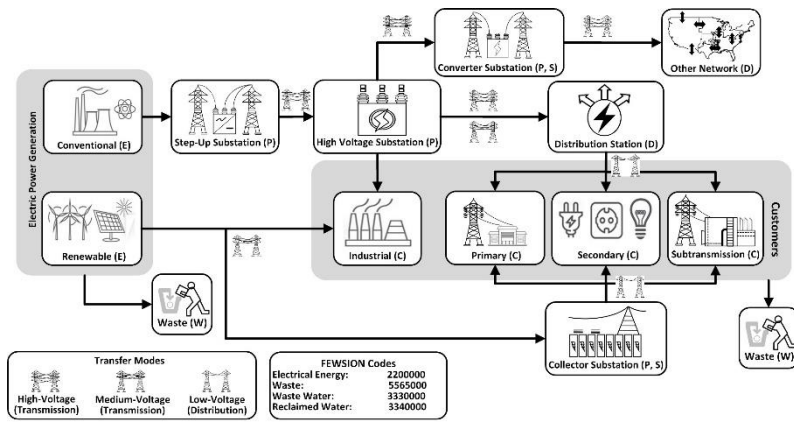 Converter Substation (P, S)
Other Network (D)
Electric Power Generation
Conventional (E)
Step-Up Substation (P)
High Voltage Substation (P)
Distribution Station (D)
Renewable (E)
Industrial (C)
Primary (C)
Secondary (C)
Subtransmission (C)
Customers
Waste (W)
Collector Substation (P, S)
Waste (W)
Transfer Modes
High-Voltage
(Transmission)
Medium-Voltage
(Transmission)
Low-Voltage
(Distribution)
FEWSION Codes
Electrical Energy: 2200000
Waste: 5565000
Waste Water: 3330000
Reclaimed Water: 3340000